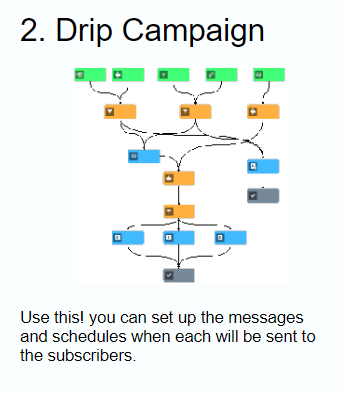 2. Drip Campaign
Use this! you can set up the messages
and schedules when each will be sent to
the subscribers.